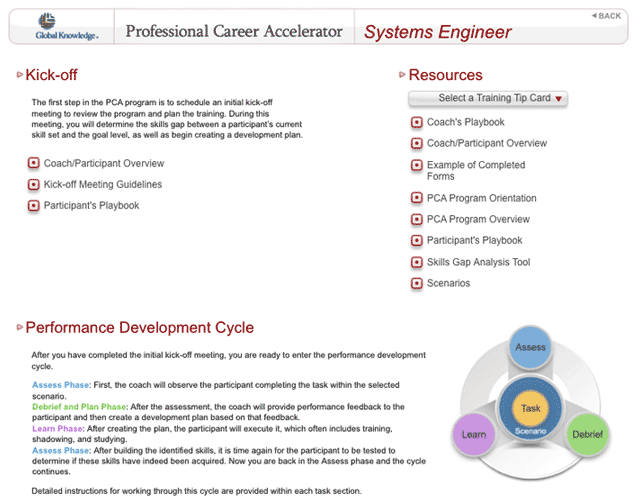 Global Knowledge®
Professional Career Accelerator
Systems Engineer
BACK
Kick-off
The first step in the PCA program is to schedule an initial kick-off
meeting to review the program and plan the training. During this
meeting, you will determine the skills gap between a participant's current
skill set and the goal level, as well as begin creating a development plan.
Coach/Participant Overview
Kick-off Meeting Guidelines
Participant's Playbook
Resources
Select a Training Tip Card
Coach's Playbook
Coach/Participant Overview
Example of Completed
Forms
PCA Program Orientation
PCA Program Overview
Participant's Playbook
Skills Gap Analysis Tool
Scenarios
Performance Development Cycle
After you have completed the initial kick-off meeting, you are ready to enter the performance development
cycle.
Assess Phase: First, the coach will observe the participant completing the task within the selected
scenario.
Debrief and Plan Phase: After the assessment, the coach will provide performance feedback to the
participant and then create a development plan based on that feedback.
Learn Phase: After creating the plan, the participant will execute it, which often includes training,
shadowing, and studying.
Assess Phase: After building the identified skills, it is time again for the participant to be tested to
determine if these skills have indeed been acquired. Now you are back in the Assess phase and the cycle
continues.
Detailed instructions for working through this cycle are provided within each task section.
Assess
Task
Scenario
Learn
Debrief